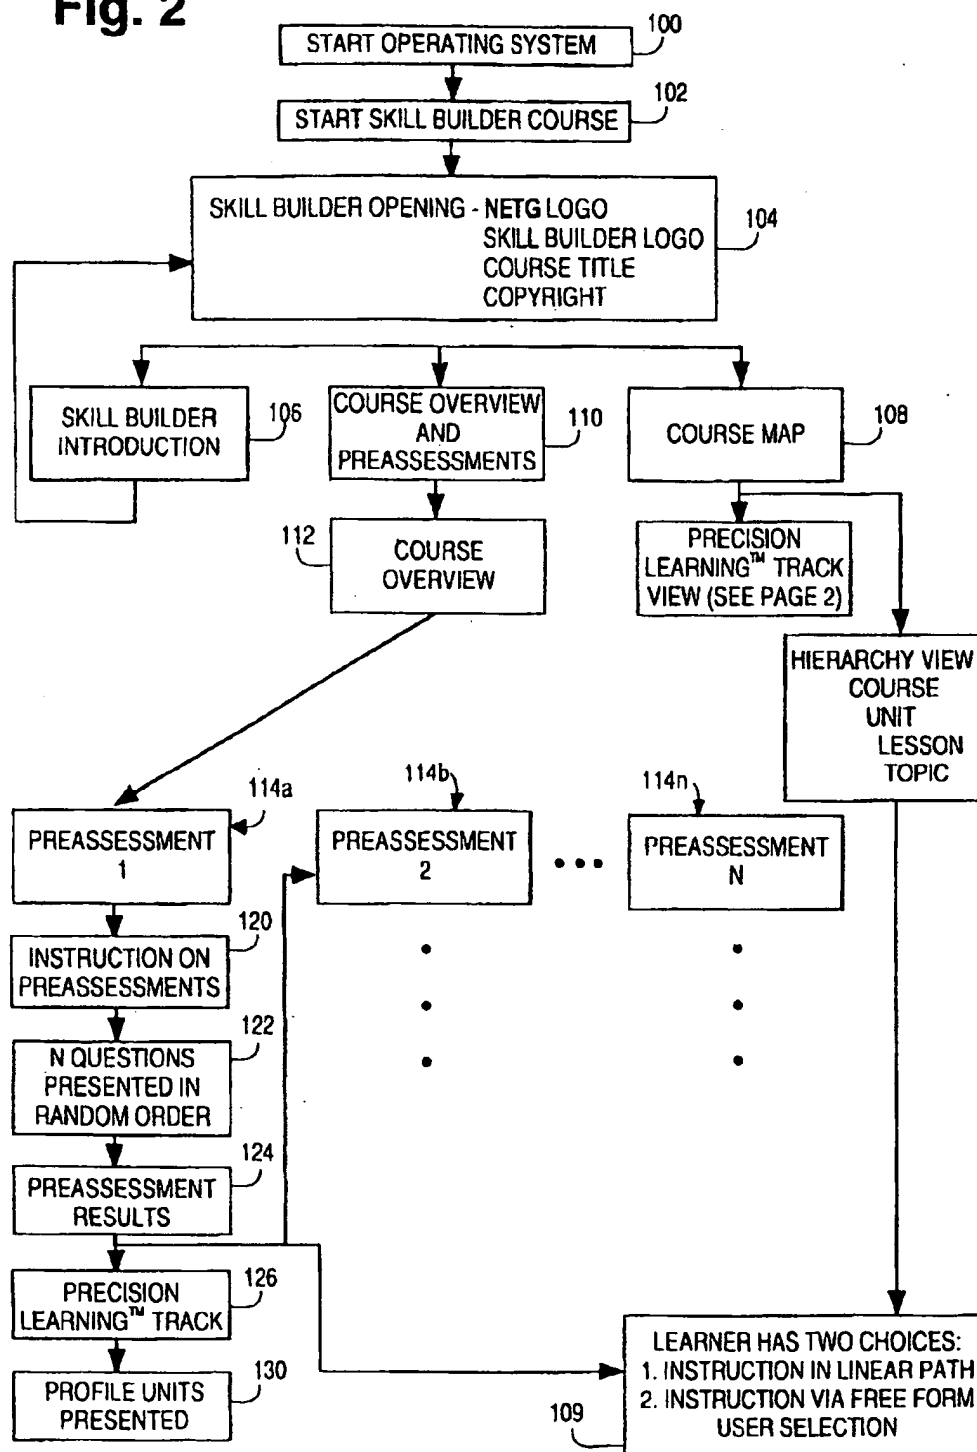 Fig. 2
START OPERATING SYSTEM
100
START SKILL BUILDER COURSE
102
SKILL BUILDER OPENING - NETG LOGO
SKILL BUILDER LOGO
COURSE TITLE
COPYRIGHT
104
SKILL BUILDER
INTRODUCTION
106
COURSE OVERVIEW
AND
PREASSESSMENTS
110
COURSE MAP
108
112
COURSE
OVERVIEW
PRECISION
LEARNING™ TRACK
VIEW (SEE PAGE 2)
HIERARCHY VIEW
COURSE
UNIT
LESSON
TOPIC
PREASSESSMENT
1
114a
114b
PREASSESSMENT
2
114n
PREASSESSMENT
N
120
INSTRUCTION ON
PREASSESSMENTS
122
N QUESTIONS
PRESENTED IN
RANDOM ORDER
124
PREASSESSMENT
RESULTS
126
PRECISION
LEARNING™ TRACK
130
PROFILE UNITS
PRESENTED
LEARNER HAS TWO CHOICES:
1. INSTRUCTION IN LINEAR PATH
2. INSTRUCTION VIA FREE FORM
USER SELECTION
109